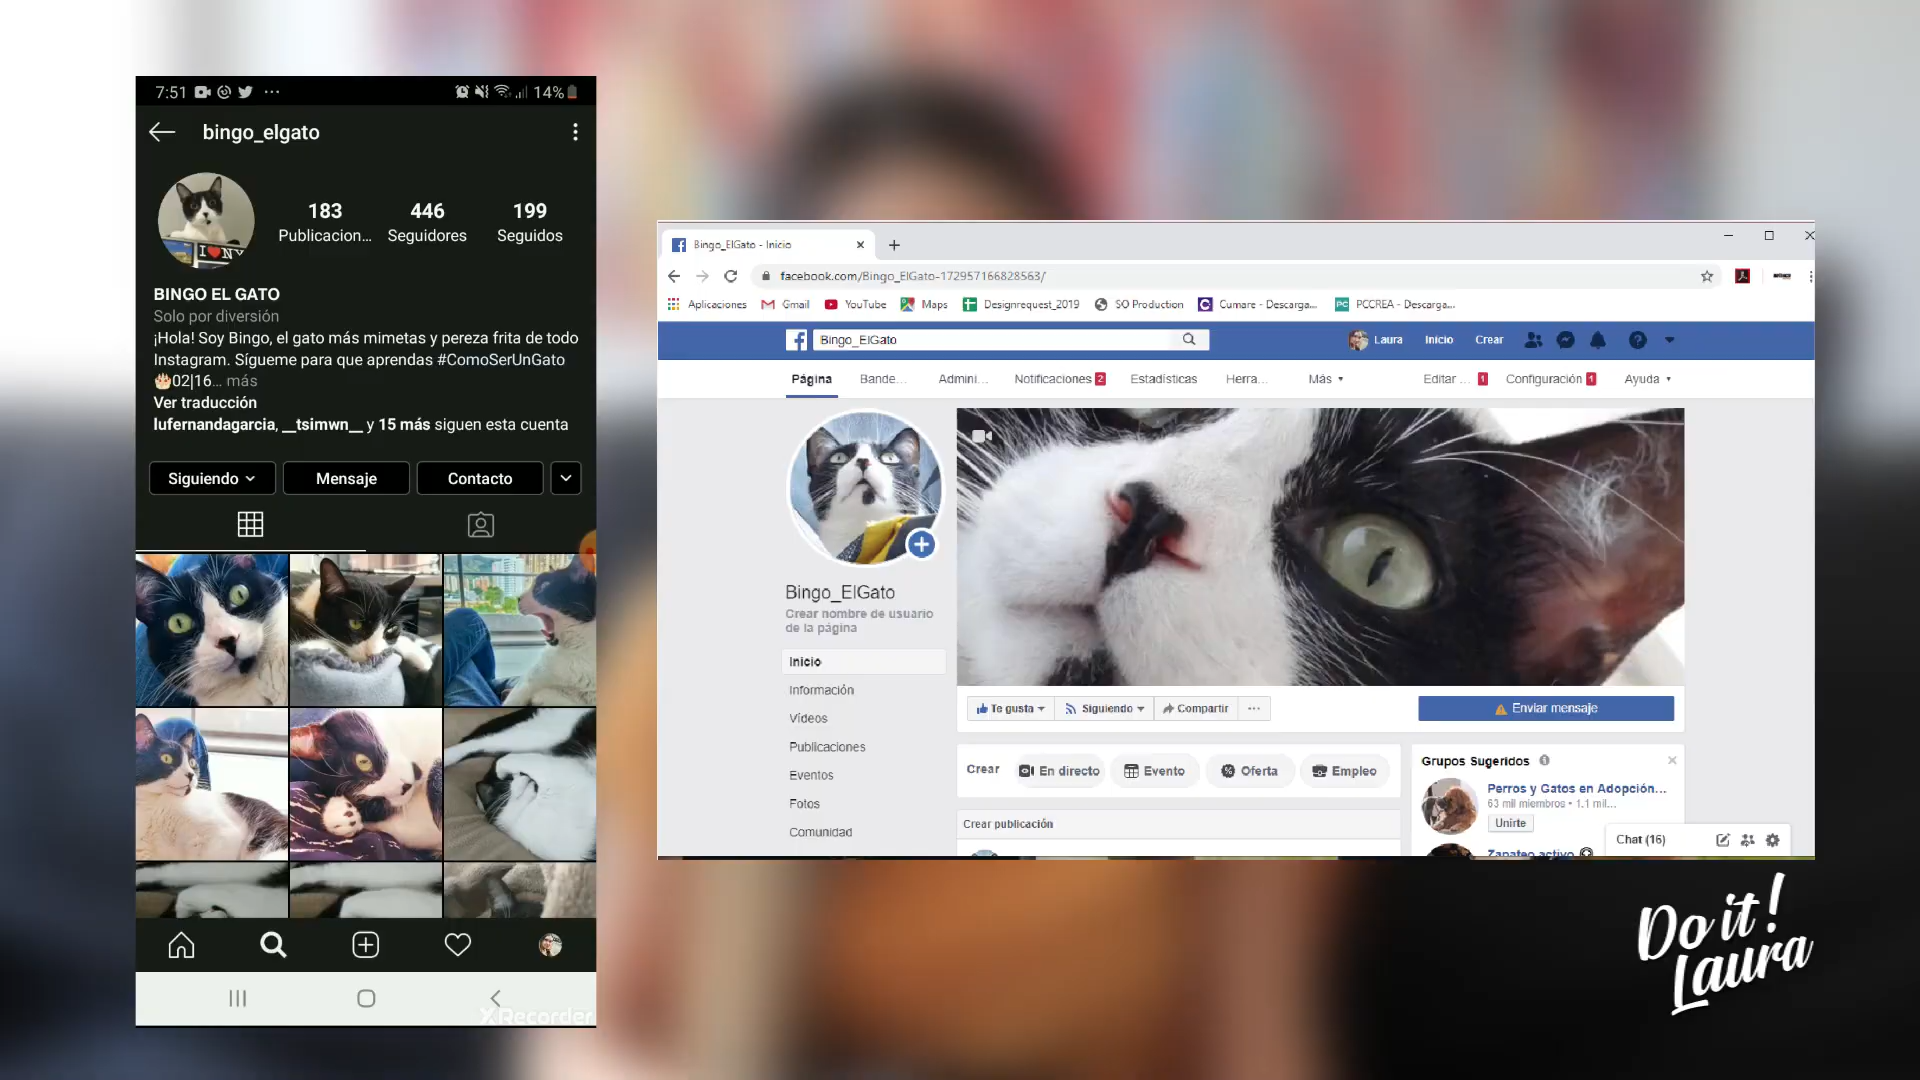 7:51 ... 14%
bingo_elgato
I ❤ NY
183 446 199
Publicacion... Seguidores Seguidos
BINGO EL GATO
Solo por diversión
¡Hola! Soy Bingo, el gato más mimetas y pereza frita de todo
Instagram. Sígueme para que aprendas #ComoSerUnGato
🎂02|16... más
Ver traducción
lufernandagarcia, __tsimwn__ y 15 más siguen esta cuenta
Siguiendo Mensaje Contacto
XRecorder
Bingo_ElGato - Inicio
facebook.com/Bingo_ElGato-172957166828563/
Aplicaciones Gmail YouTube Maps Designrequest_2019 SO Production Cumare - Descarga... PCCREA - Descarga...
Bingo_ElGato Laura Inicio Crear
Página Bande... Admini... Notificaciones 2 Estadísticas Herra... Más Editar ... 1 Configuración 1 Ayuda
Bingo_ElGato
Crear nombre de usuario
de la página
Inicio
Información
Vídeos
Publicaciones
Eventos
Fotos
Comunidad
Te gusta Siguiendo Compartir ... Enviar mensaje
Crear En directo Evento Oferta Empleo
Crear publicación
Grupos Sugeridos
Perros y Gatos en Adopción...
63 mil miembros • 1.1 mil...
Unirte
Zapateo activo
Chat (16)
Do it!
Laura